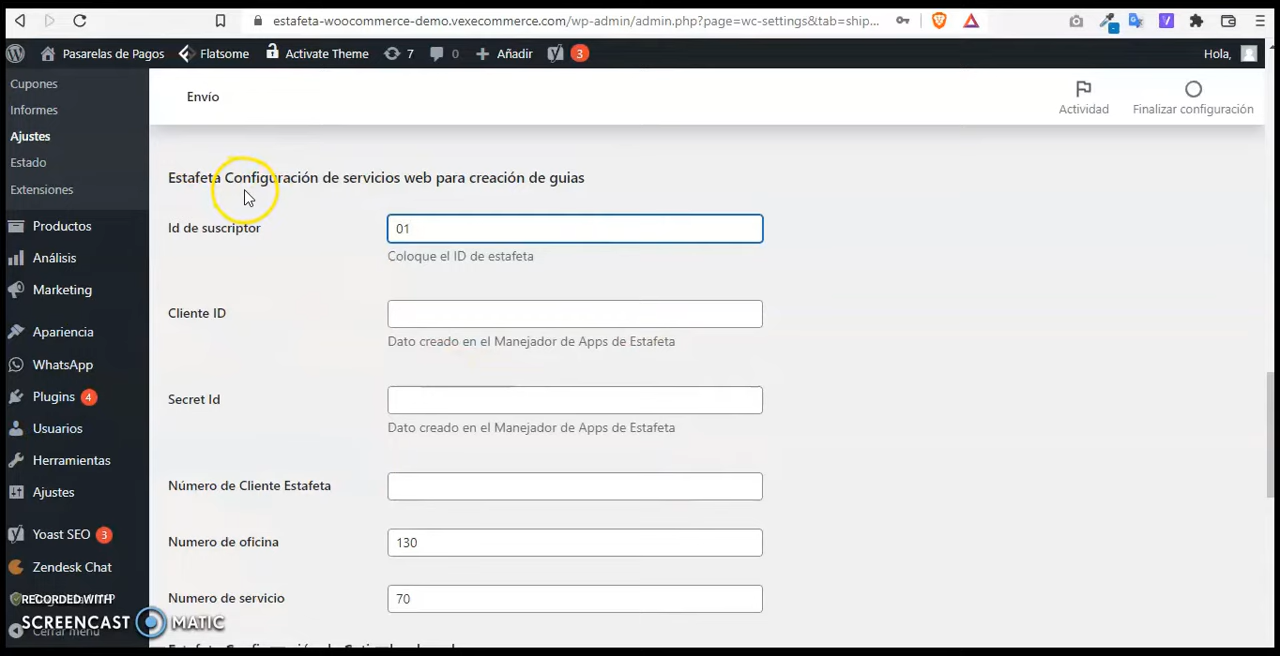 estafeta-woocommerce-demo.vexecommerce.com/wp-admin/admin.php?page=wc-settings&tab=ship...
Pasarelas de Pagos Flatsome Activate Theme 7 0 Añadir 3 Hola,
Cupones
Informes
Ajustes
Estado
Extensiones
Productos
Análisis
Marketing
Apariencia
WhatsApp
Plugins 4
Usuarios
Herramientas
Ajustes
Yoast SEO 3
Zendesk Chat
RECORDED WITH
SCREENCAST MATIC
Cerrar menú
Envío
Actividad
Finalizar configuración
Estafeta Configuración de servicios web para creación de guias
Id de suscriptor
01
Coloque el ID de estafeta
Cliente ID
Dato creado en el Manejador de Apps de Estafeta
Secret Id
Dato creado en el Manejador de Apps de Estafeta
Número de Cliente Estafeta
Numero de oficina
130
Numero de servicio
70